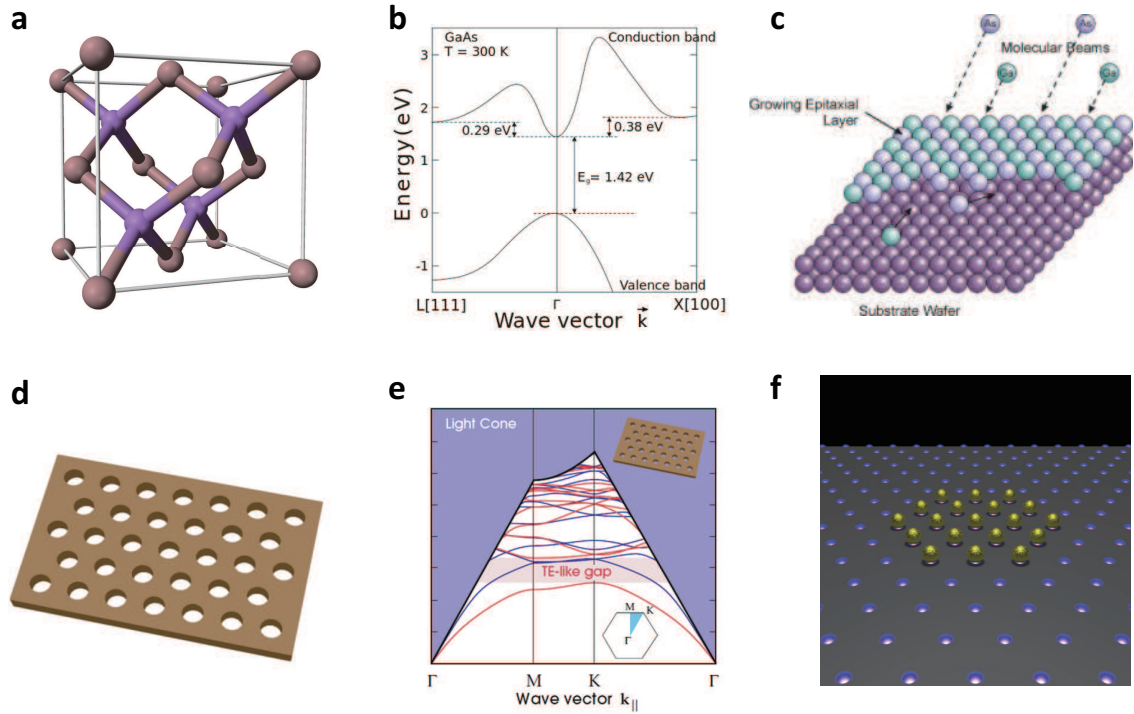 a
b
c
GaAs
T = 300 K
Conduction band
Energy(eV)
3
2
1
0
-1
0.29 eV
0.38 eV
E_g= 1.42 eV
Valence band
L[111]
Γ
X[100]
Wave vector k
As
As
Molecular Beams
Ga
Ga
Growing Epitaxial
Layer
Substrate Wafer
d
e
f
Light Cone
TE-like gap
M
K
Γ
Γ
M
K
Γ
Wave vector k||